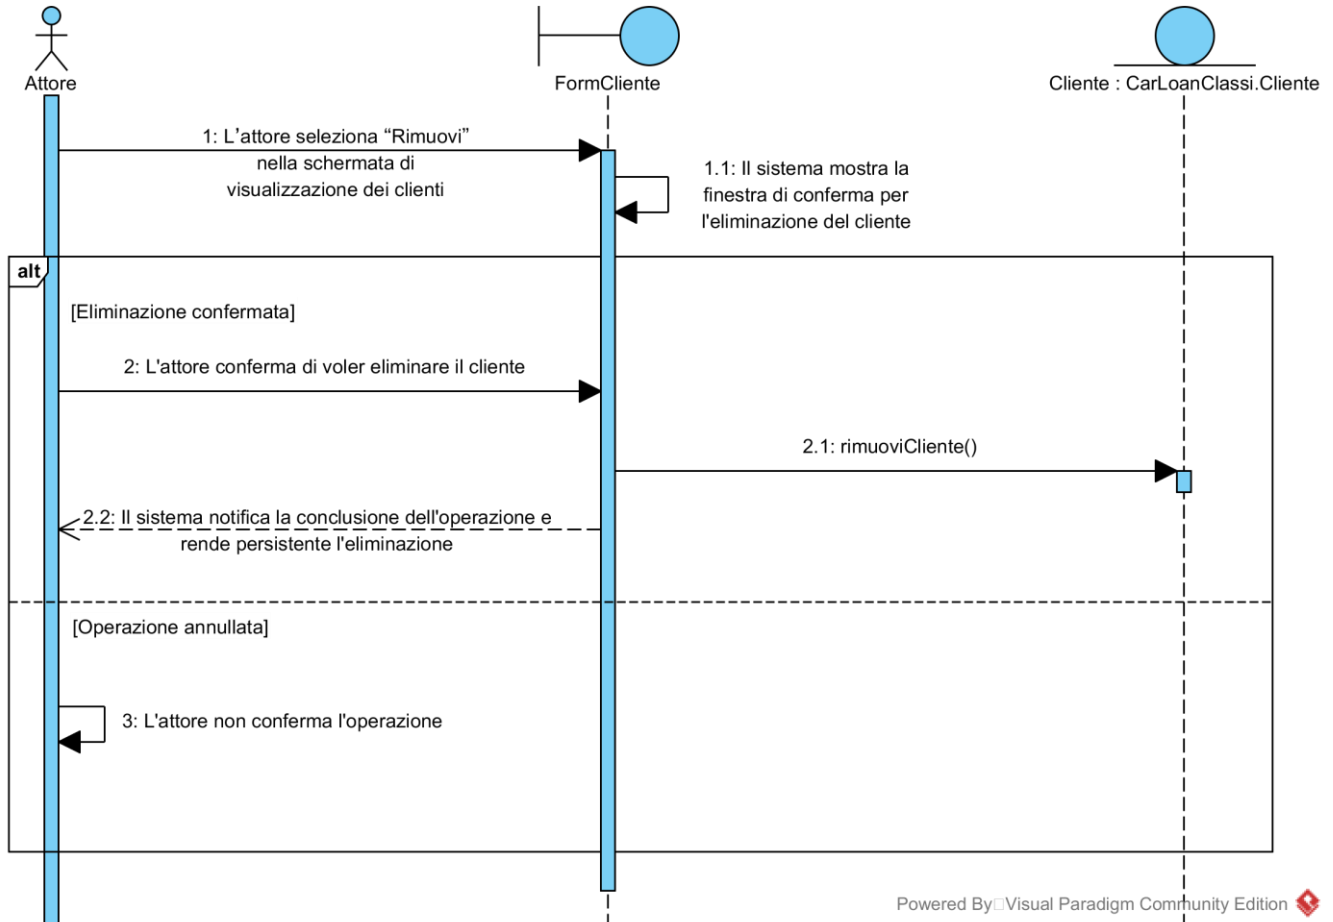 Attore
FormCliente
Cliente : CarLoanClassi.Cliente
1: L'attore seleziona “Rimuovi”
nella schermata di
visualizzazione dei clienti
1.1: Il sistema mostra la
finestra di conferma per
l'eliminazione del cliente
alt
[Eliminazione confermata]
2: L'attore conferma di voler eliminare il cliente
2.1: rimuoviCliente()
2.2: Il sistema notifica la conclusione dell'operazione e
rende persistente l'eliminazione
[Operazione annullata]
3: L'attore non conferma l'operazione
Powered By Visual Paradigm Community Edition